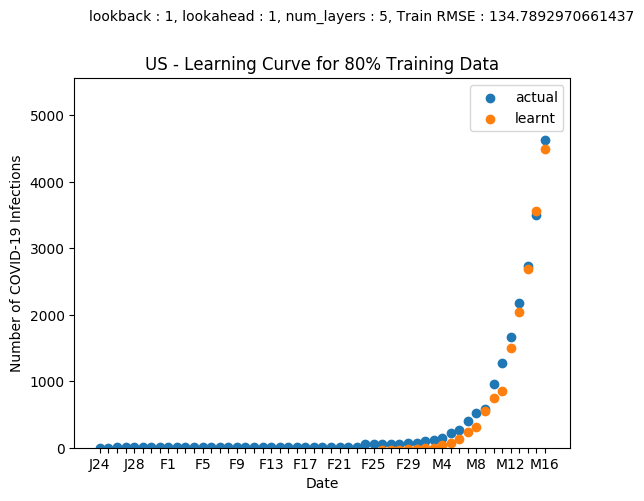 lookback : 1, lookahead : 1, num_layers : 5, Train RMSE : 134.7892970661437
US - Learning Curve for 80% Training Data
actual
learnt
5000
4000
3000
2000
1000
0
Number of COVID-19 Infections
J24 J28 F1 F5 F9 F13 F17 F21 F25 F29 M4 M8 M12 M16
Date